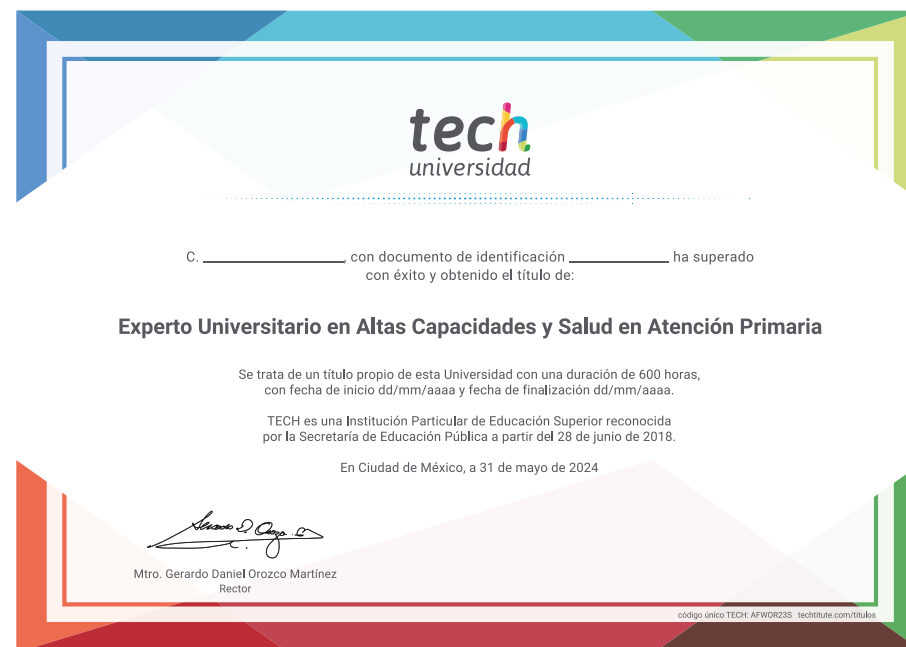 tech
universidad
C. ____________, con documento de identificación ____________ ha superado
con éxito y obtenido el título de:
Experto Universitario en Altas Capacidades y Salud en Atención Primaria
Se trata de un título propio de esta Universidad con una duración de 600 horas,
con fecha de inicio dd/mm/aaaa y fecha de finalización dd/mm/aaaa.
TECH es una Institución Particular de Educación Superior reconocida
por la Secretaría de Educación Pública a partir del 28 de junio de 2018.
En Ciudad de México, a 31 de mayo de 2024
Mtro. Gerardo Daniel Orozco Martínez
Rector
código único TECH: AFWOR23S techtitute.com/titulos